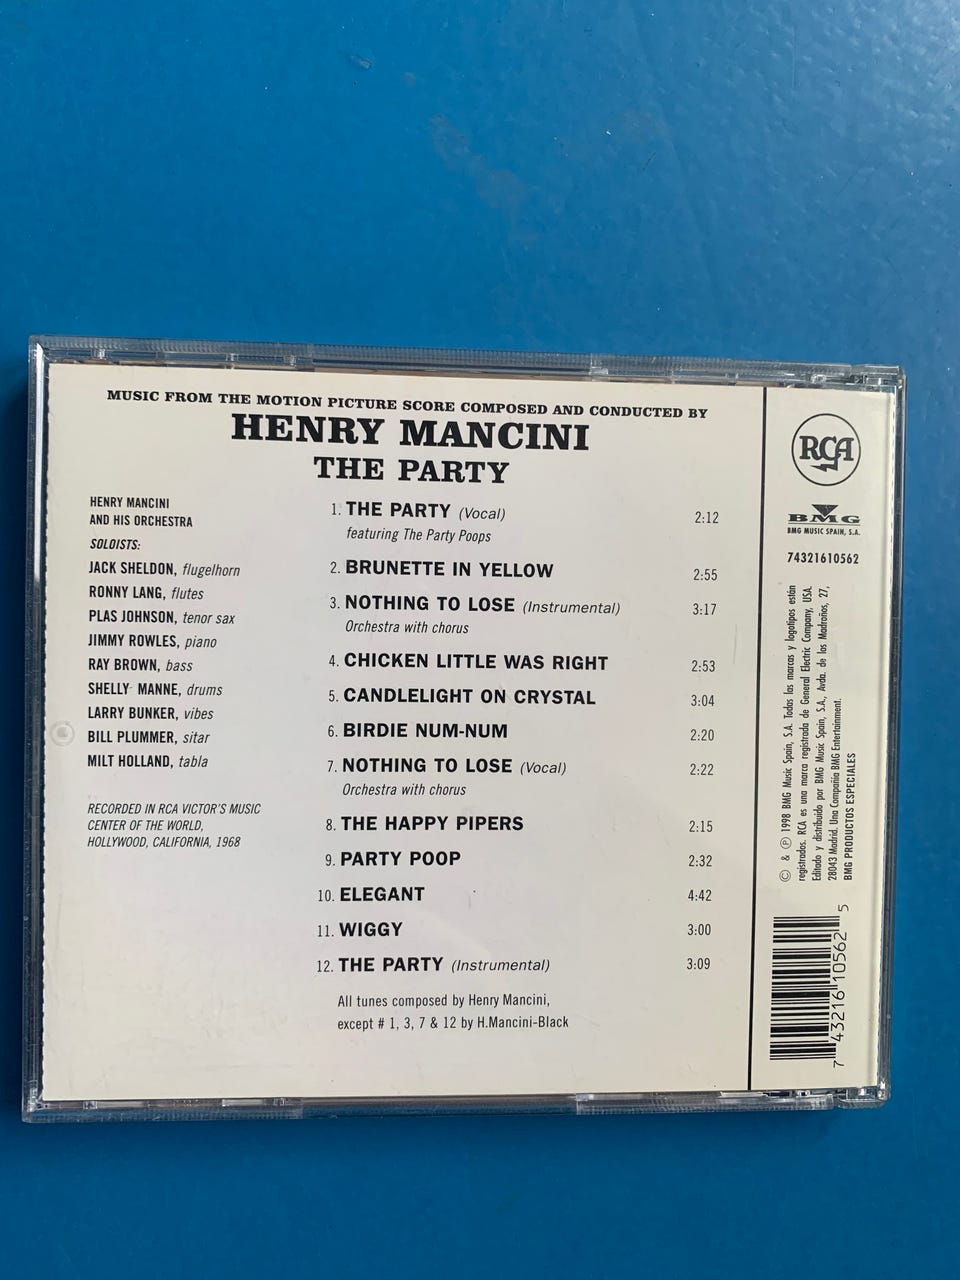 MUSIC FROM THE MOTION PICTURE SCORE COMPOSED AND CONDUCTED BY
HENRY MANCINI
THE PARTY
HENRY MANCINI
AND HIS ORCHESTRA
SOLOISTS:
JACK SHELDON, flugelhorn
RONNY LANG, flutes
PLAS JOHNSON, tenor sax
JIMMY ROWLES, piano
RAY BROWN, bass
SHELLY MANNE, drums
LARRY BUNKER, vibes
BILL PLUMMER, sitar
MILT HOLLAND, tabla
RECORDED IN RCA VICTOR'S MUSIC
CENTER OF THE WORLD,
HOLLYWOOD, CALIFORNIA, 1968
1. THE PARTY (Vocal) 2:12
featuring The Party Poops
2. BRUNETTE IN YELLOW 2:55
3. NOTHING TO LOSE (Instrumental) 3:17
Orchestra with chorus
4. CHICKEN LITTLE WAS RIGHT 2:53
5. CANDLELIGHT ON CRYSTAL 3:04
6. BIRDIE NUM-NUM 2:20
7. NOTHING TO LOSE (Vocal) 2:22
Orchestra with chorus
8. THE HAPPY PIPERS 2:15
9. PARTY POOP 2:32
10. ELEGANT 4:42
11. WIGGY 3:00
12. THE PARTY (Instrumental) 3:09
All tunes composed by Henry Mancini,
except # 1, 3, 7 & 12 by H.Mancini-Black
RCA
BMG
BMG MUSIC SPAIN, S.A.
74321610562
© & ℗ 1998 BMG Music Spain, S.A. Todas las marcas y logotipos están
registrados. RCA es una marca registrada de General Electric Company, USA.
Editado y distribuido por BMG Music Spain, S.A., Avda. de los Madroños, 27,
28043 Madrid. Una Compañia BMG Entertainment.
BMG PRODUCTOS ESPECIALES
7 43216 10562 5